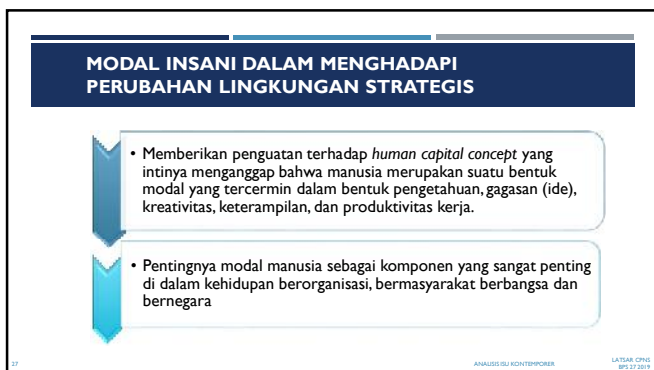 MODAL INSANI DALAM MENGHADAPI
PERUBAHAN LINGKUNGAN STRATEGIS
• Memberikan penguatan terhadap human capital concept yang
intinya menganggap bahwa manusia merupakan suatu bentuk
modal yang tercermin dalam bentuk pengetahuan, gagasan (ide),
kreativitas, keterampilan, dan produktivitas kerja.
• Pentingnya modal manusia sebagai komponen yang sangat penting
di dalam kehidupan berorganisasi, bermasyarakat berbangsa dan
bernegara
27
ANALISIS ISU KONTEMPORER
LATSAR CPNS
BPS 27 2019